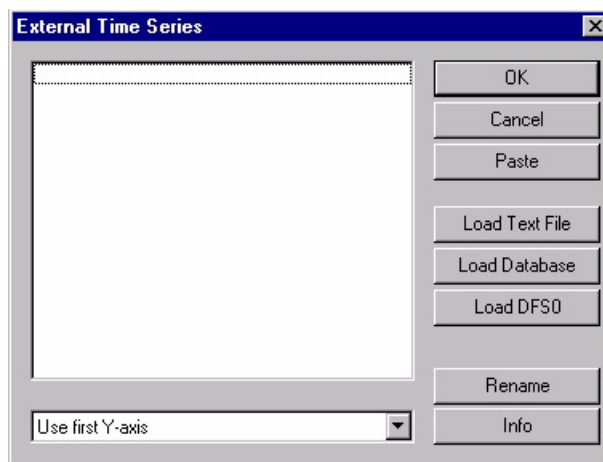 External Time Series
OK
Cancel
Paste
Load Text File
Load Database
Load DFS0
Rename
Use first Y-axis
Info